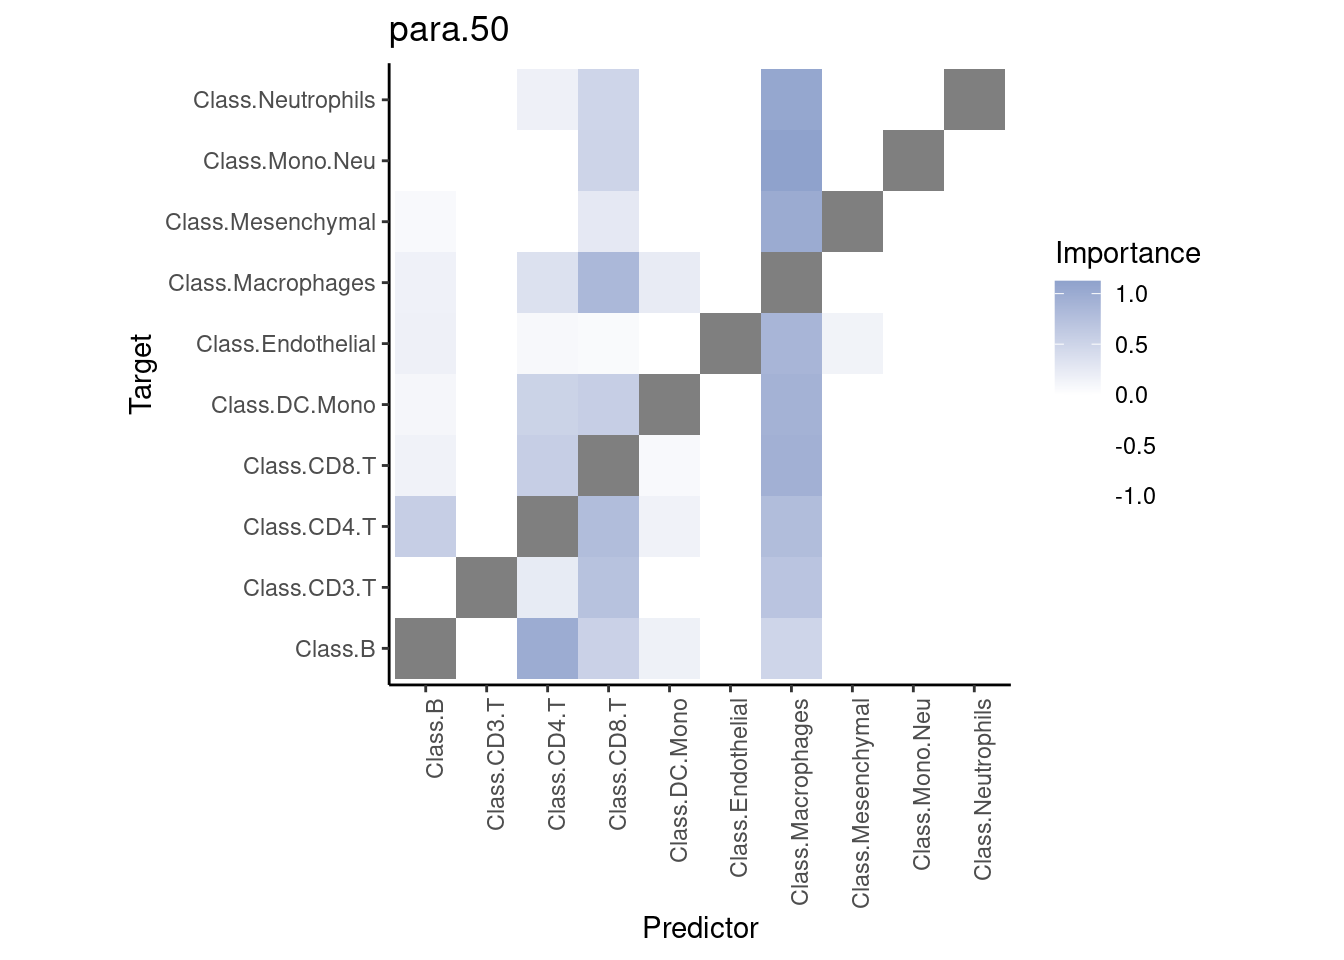 para.50
Target
Class.Neutrophils
Class.Mono.Neu
Class.Mesenchymal
Class.Macrophages
Class.Endothelial
Class.DC.Mono
Class.CD8.T
Class.CD4.T
Class.CD3.T
Class.B
Class.B
Class.CD3.T
Class.CD4.T
Class.CD8.T
Class.DC.Mono
Class.Endothelial
Class.Macrophages
Class.Mesenchymal
Class.Mono.Neu
Class.Neutrophils
Predictor
Importance
1.0
0.5
0.0
-0.5
-1.0